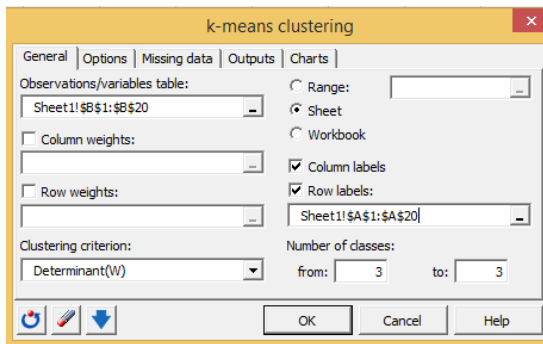 k-means clustering
General Options Missing data Outputs Charts
Observations/variables table:
Sheet1!$B$1:$B$20
Column weights:
Row weights:
Clustering criterion:
Determinant(W)
Range:
Sheet
Workbook
Column labels
Row labels:
Sheet1!$A$1:$A$20
Number of classes:
from: 3 to: 3
OK Cancel Help